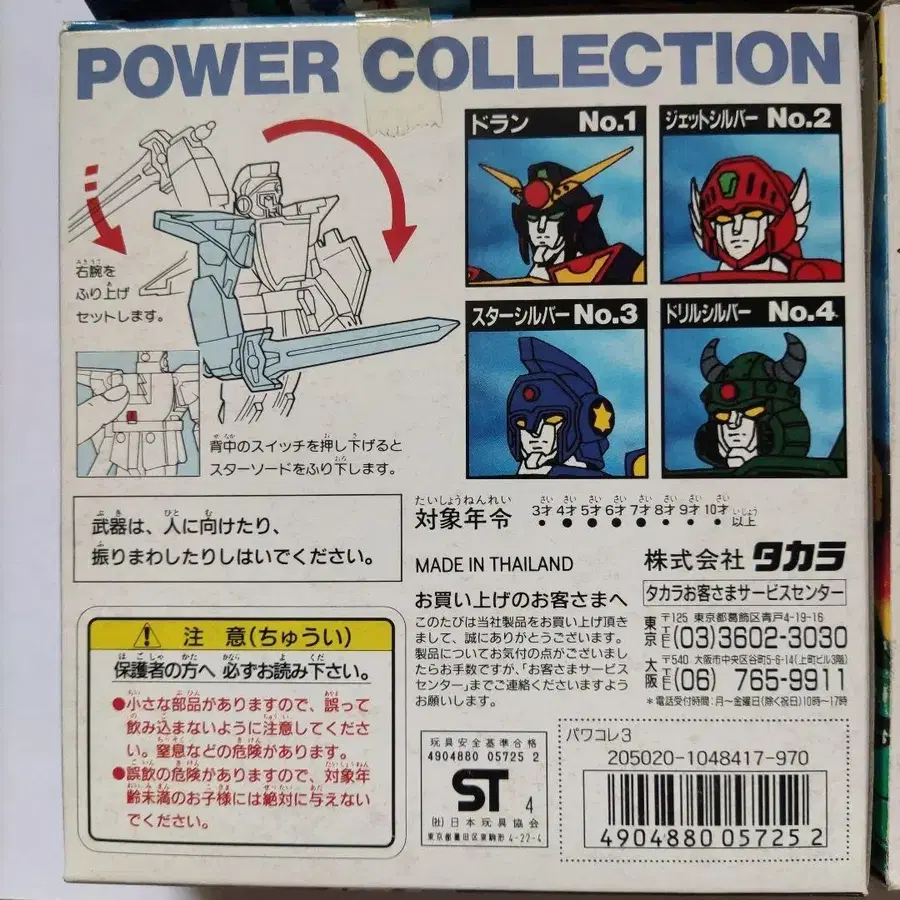 POWER COLLECTION
ドラン No.1
ジェットシルバー No.2
スターシルバー No.3
ドリルシルバー No.4
右腕を
ふり上げ
セットします。
背中のスイッチを押し下げると
スターソードをふり下します。
武器は、人に向けたり、
振りまわしたりしはいでください。
たいしょうねんれい
対象年令
3才 4才 5才 6才 7才 8才 9才 10才 以上
MADE IN THAILAND
お買い上げのお客さまへ
このたびは当社製品をお買い上げ頂き
まして、誠にありがとうございます。
製品についてお気付の点がございまし
たらお手数ですが、「お客さまサービス
センター」までご連絡くださいますよう
お願いします。
株式会社 タカラ
タカラお客さまサービスセンター
東京 〒125 東京都葛飾区青戸4-19-16
(03)3602-3030
大阪 〒540 大阪市中央区谷町5-6-14(上町ビル3階)
(06) 765-9911
*電話受付時間:月~金曜日(除く祝日)10時~17時
注意(ちゅうい)
保護者の方へ 必ずお読み下さい。
●小さな部品がありますので、誤って
飲み込まないように注意してくださ
い。窒息などの危険があります。
●誤飲の危険がありますので、対象年
齢未満のお子様には絶対に与えない
でください。
玩具安全基準合格
4904880 05725 2
ST 4
(社)日本玩具協会
東京都墨田区東駒形 4-22-4
パワコレ3
205020-1048417-970
4904880 057252